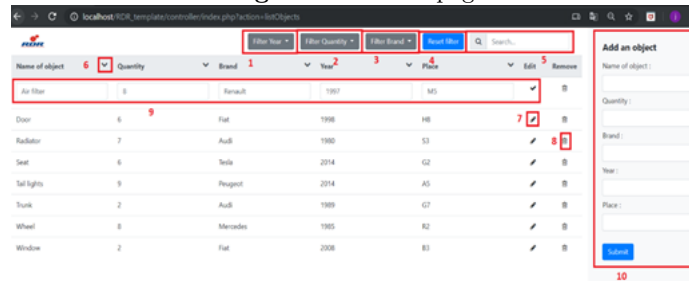 localhost/RDR_template/controller/index.php?action=listObjects
RDR
Filter Year
Filter Quantity
Filter Brand
Reset filter
Search...
Name of object 6 Quantity Brand 1 Year 2 3 Place 4 Edit 5 Remove
Air filter 8 Renault 1997 M5
9
Door 6 Fiat 1998 H8 7
Radiator 7 Audi 1980 S3 8
Seat 6 Tesla 2014 G2
Tail lights 9 Peugeot 2014 A5
Trunk 2 Audi 1989 G7
Wheel 8 Mercedes 1985 R2
Window 2 Fiat 2008 B3
Add an object
Name of object :
Quantity :
Brand :
Year :
Place :
Submit
10